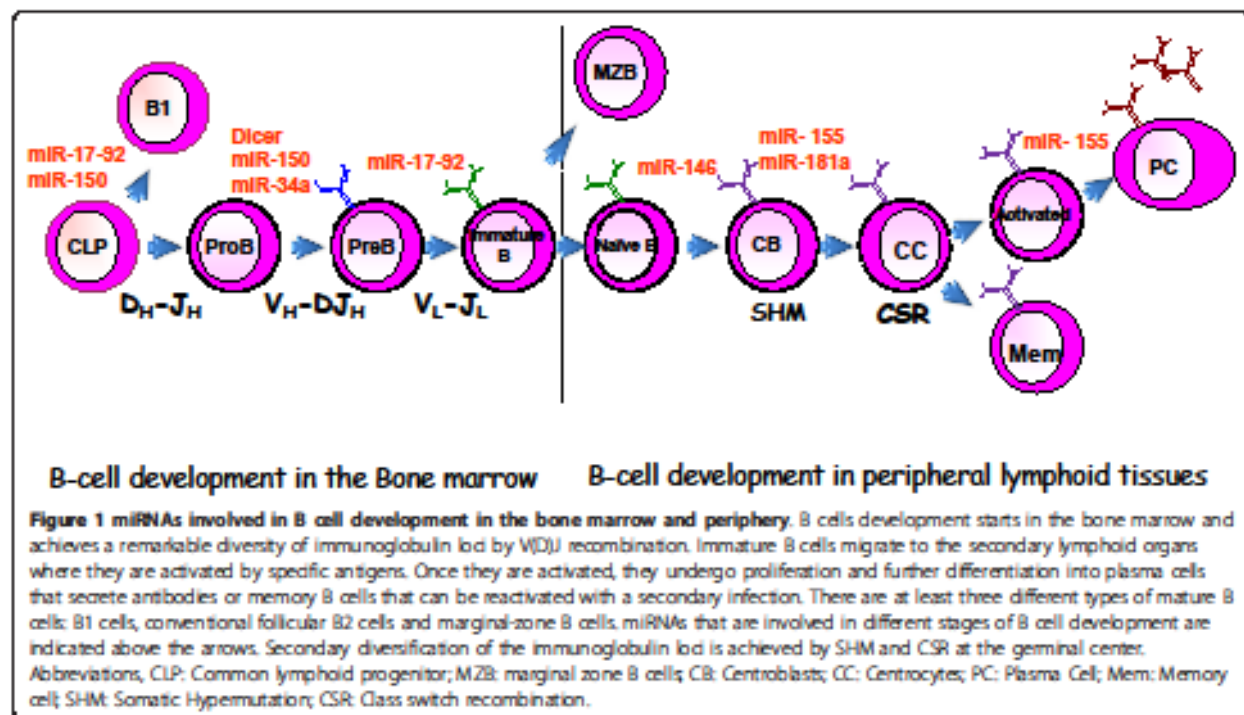 B1
MZB
miR-17-92
miR-150
Dicer
miR-150
miR-34a
miR-17-92
miR-146
miR- 155
miR-181a
miR- 155
CLP
ProB
PreB
Immature
B
Naïve B
CB
CC
Activated
PC
Mem
DH-JH
VH-DJH
VL-JL
SHM
CSR
B-cell development in the Bone marrow
B-cell development in peripheral lymphoid tissues
Figure 1 miRNAs involved in B cell development in the bone marrow and periphery. B cells development starts in the bone marrow and
achieves a remarkable diversity of immunoglobulin loci by V(D)J recombination. Immature B cells migrate to the secondary lymphoid organs
where they are activated by specific antigens. Once they are activated, they undergo proliferation and further differentiation into plasma cells
that secrete antibodies or memory B cells that can be reactivated with a secondary infection. There are at least three different types of mature B
cells: B1 cells, conventional follicular B2 cells and marginal-zone B cells. miRNAs that are involved in different stages of B cell development are
indicated above the arrows. Secondary diversification of the immunoglobulin loci is achieved by SHM and CSR at the germinal center.
Abbreviations, CLP: Common lymphoid progenitor; MZB: marginal zone B cells; CB: Centroblasts; CC: Centrocytes; PC: Plasma Cell; Mem: Memory
cell; SHM: Somatic Hypermutation; CSR: Class switch recombination.